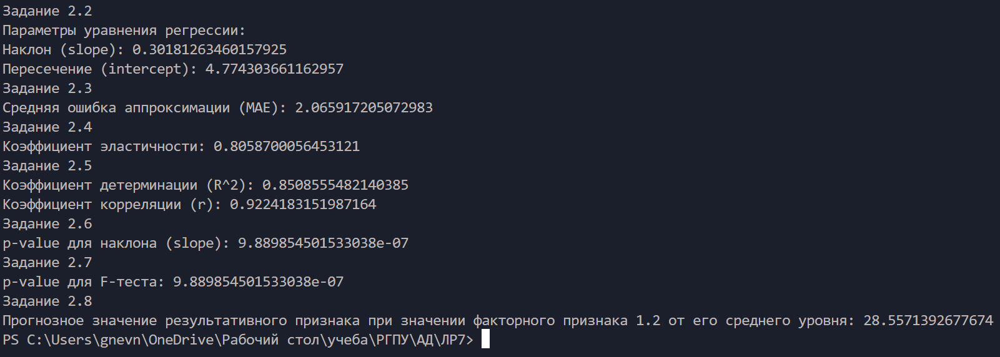 Задание 2.2
Параметры уравнения регрессии:
Наклон (slope): 0.30181263460157925
Пересечение (intercept): 4.774303661162957
Задание 2.3
Средняя ошибка аппроксимации (MAE): 2.065917205072983
Задание 2.4
Коэффициент эластичности: 0.8058700056453121
Задание 2.5
Коэффициент детерминации (R^2): 0.8508555482140385
Коэффициент корреляции (r): 0.9224183151987164
Задание 2.6
p-value для наклона (slope): 9.889854501533038e-07
Задание 2.7
p-value для F-теста: 9.889854501533038e-07
Задание 2.8
Прогнозное значение результативного признака при значении факторного признака 1.2 от его среднего уровня: 28.5571392677674
PS C:\Users\gnevn\OneDrive\Рабочий стол\учеба\РГПУ\АД\ЛР7>